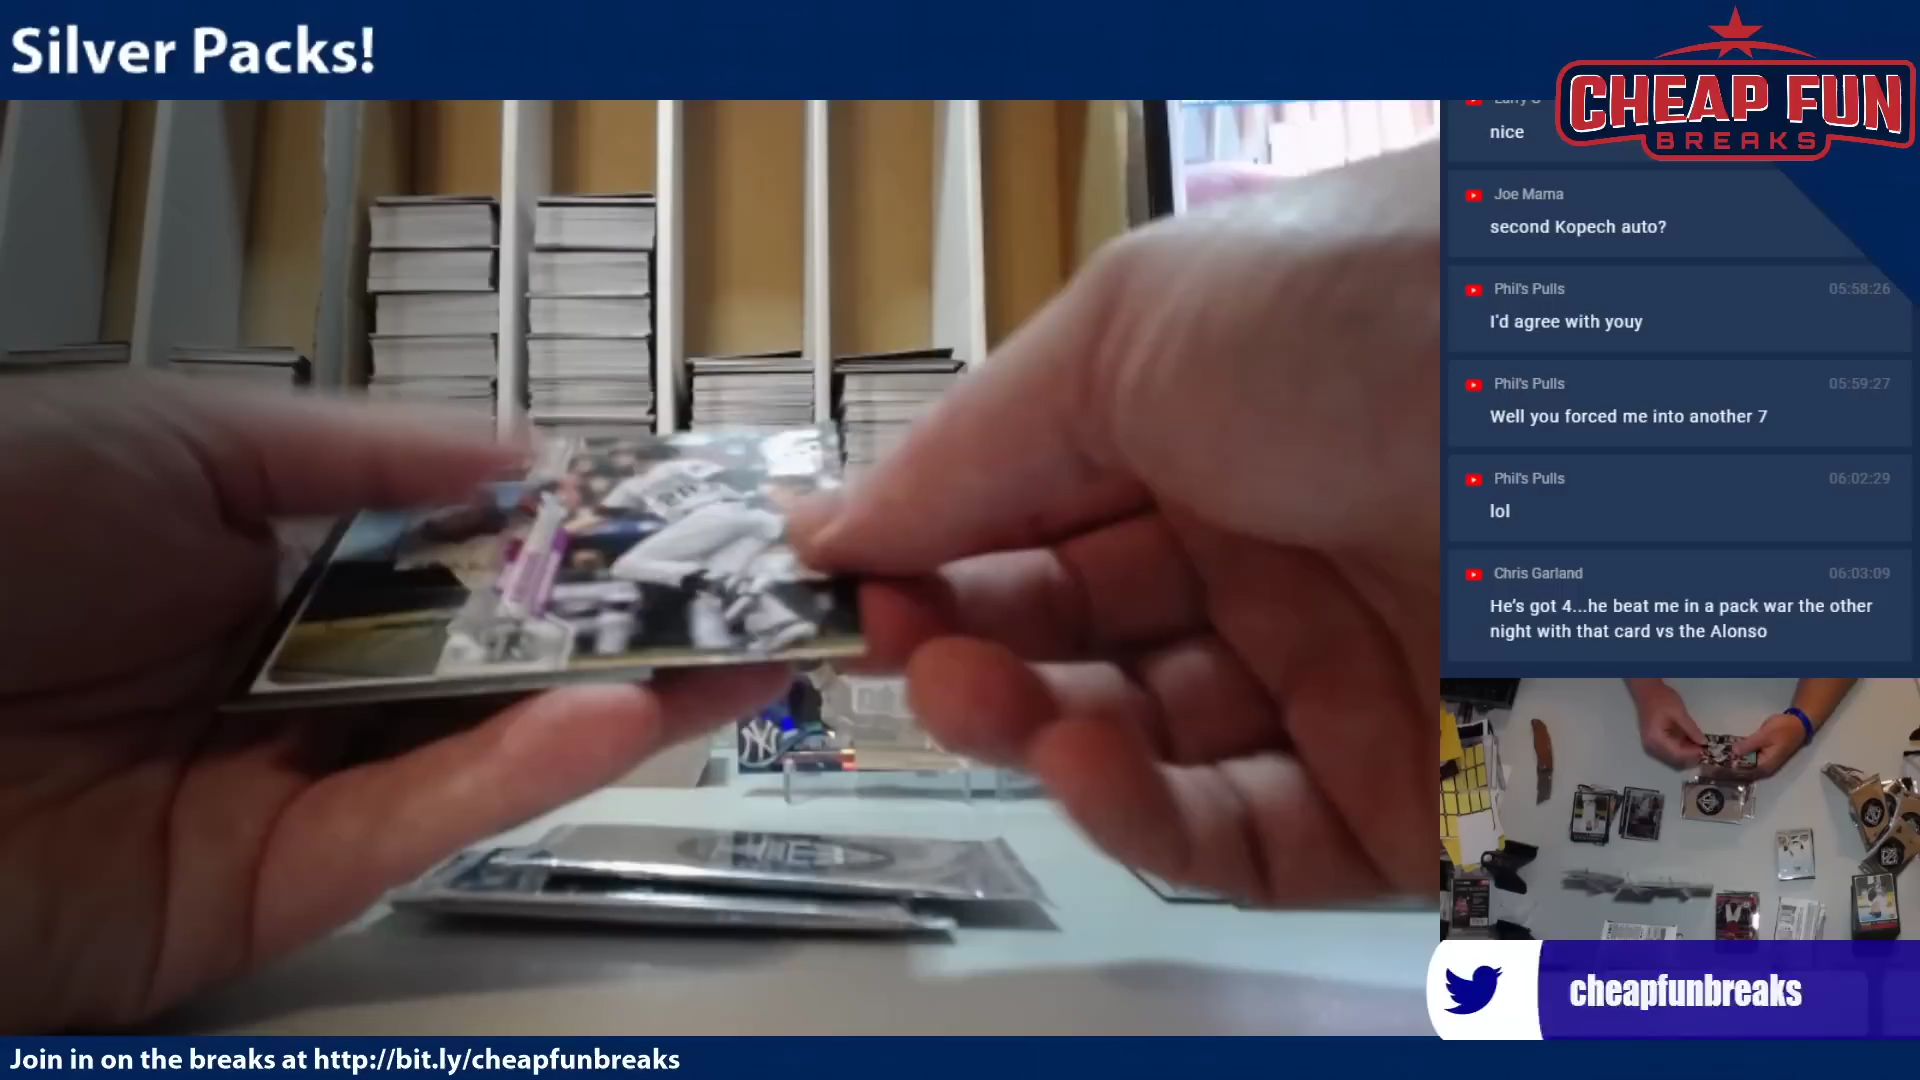 Silver Packs!
CHEAP FUN
BREAKS
nice
Joe Mama
second Kopech auto?
Phil's Pulls 05:58:26
I'd agree with youy
Phil's Pulls 05:59:27
Well you forced me into another 7
Phil's Pulls 06:02:29
lol
Chris Garland 06:03:09
He's got 4...he beat me in a pack war the other
night with that card vs the Alonso
NY
cheapfunbreaks
Join in on the breaks at http://bit.ly/cheapfunbreaks